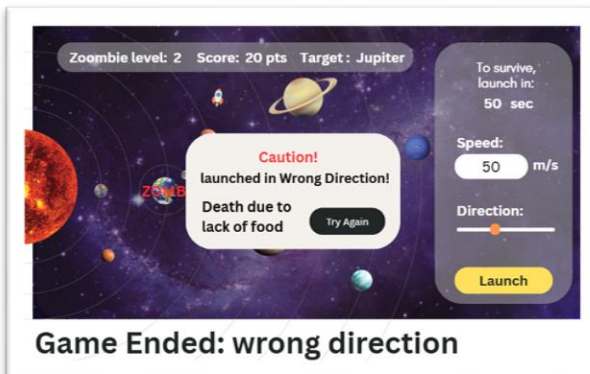 Zoombie level: 2 Score: 20 pts Target : Jupiter
To survive,
launch in:
50 sec
Speed:
50 m/s
Direction:
Launch
ZOMB
Caution!
launched in Wrong Direction!
Death due to
lack of food
Try Again
Game Ended: wrong direction